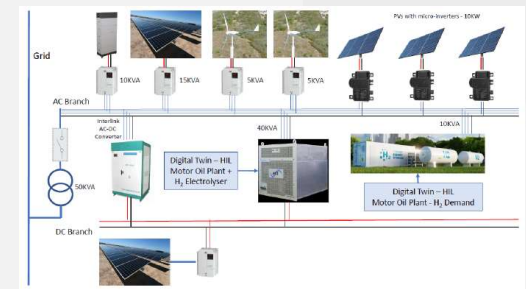 PVs with micro-inverters - 10KW
Grid
10KVA
15KVA
5KVA
5KVA
AC Branch
Interlink
AC-DC
Converter
40KVA
10KVA
50KVA
Digital Twin – HIL
Motor Oil Plant +
H₂ Electrolyser
H₂
Digital Twin – HIL
Motor Oil Plant - H₂ Demand
DC Branch